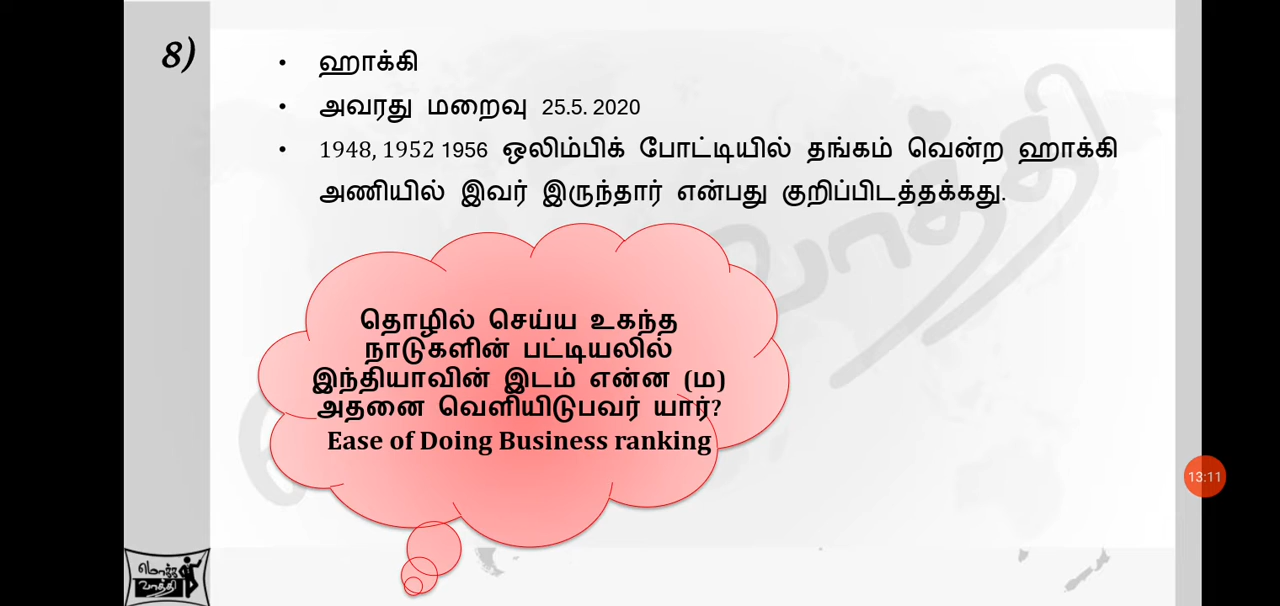 8)
• ஹாக்கி
• அவரது மறைவு 25.5. 2020
• 1948, 1952 1956 ஒலிம்பிக் போட்டியில் தங்கம் வென்ற ஹாக்கி
அணியில் இவர் இருந்தார் என்பது குறிப்பிடத்தக்கது.
தொழில் செய்ய உகந்த
நாடுகளின் பட்டியலில்
இந்தியாவின் இடம் என்ன (ம)
அதனை வெளியிடுபவர் யார்?
Ease of Doing Business ranking
13:11
மொக்க
வாத்தி
வாத்தி